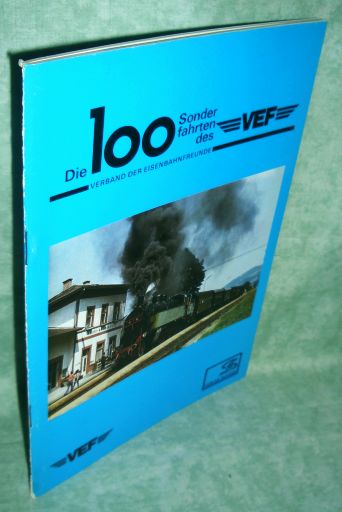 Die 100 Sonder
fahrten
des VEF
VERBAND DER EISENBAHNFREUNDE
VEF